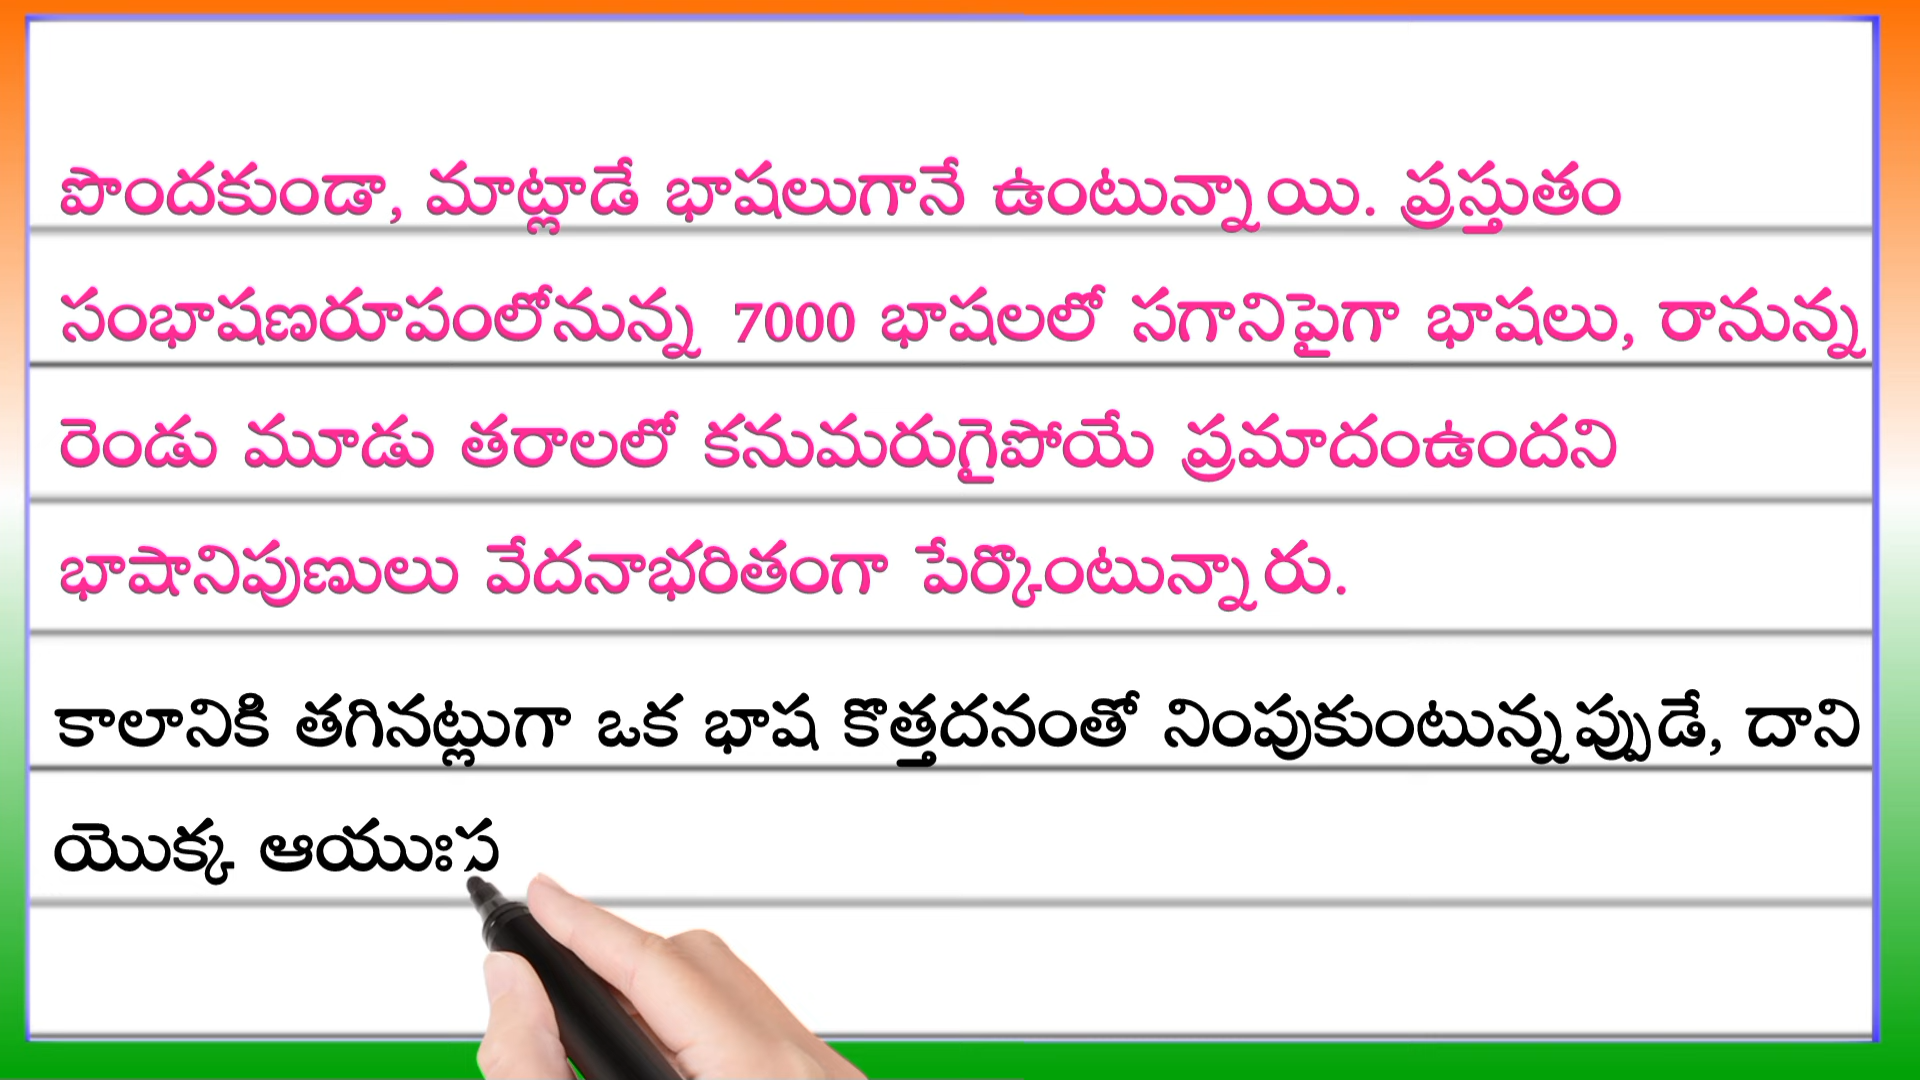 పొందకుండా, మాట్లాడే భాషలుగానే ఉంటున్నాయి. ప్రస్తుతం
సంభాషణరూపంలోనున్న 7000 భాషలలో సగానిపైగా భాషలు, రానున్న
రెండు మూడు తరాలలో కనుమరుగైపోయే ప్రమాదంఉందని
భాషానిపుణులు వేదనాభరితంగా పేర్కొంటున్నారు.
కాలానికి తగినట్లుగా ఒక భాష కొత్తదనంతో నింపుకుంటున్నప్పుడే, దాని
యొక్క ఆయుఃస